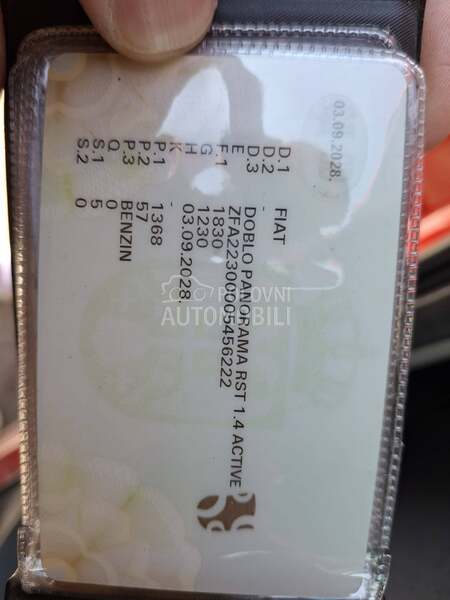 03.09.2028.
D.1 FIAT
D.2 -
D.3 DOBLO PANORAMA RST 1.4 ACTIVE
E ZFA22300005456222
F.1 1830
G 1230
H 03.09.2028.
K -
P.1 1368
P.2 57
P.3 BENZIN
Q 0
S.1 5
S.2 0
POLOVNI
AUTOMOBILI